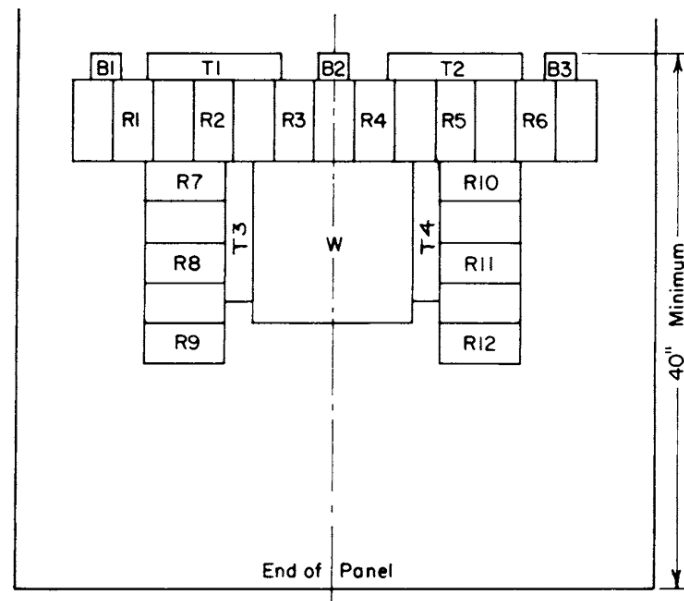 B1 T1 B2 T2 B3
R1 R2 R3 R4 R5 R6
R7 R10
T3 W T4
R8 R11
R9 R12
40" Minimum
End of Panel